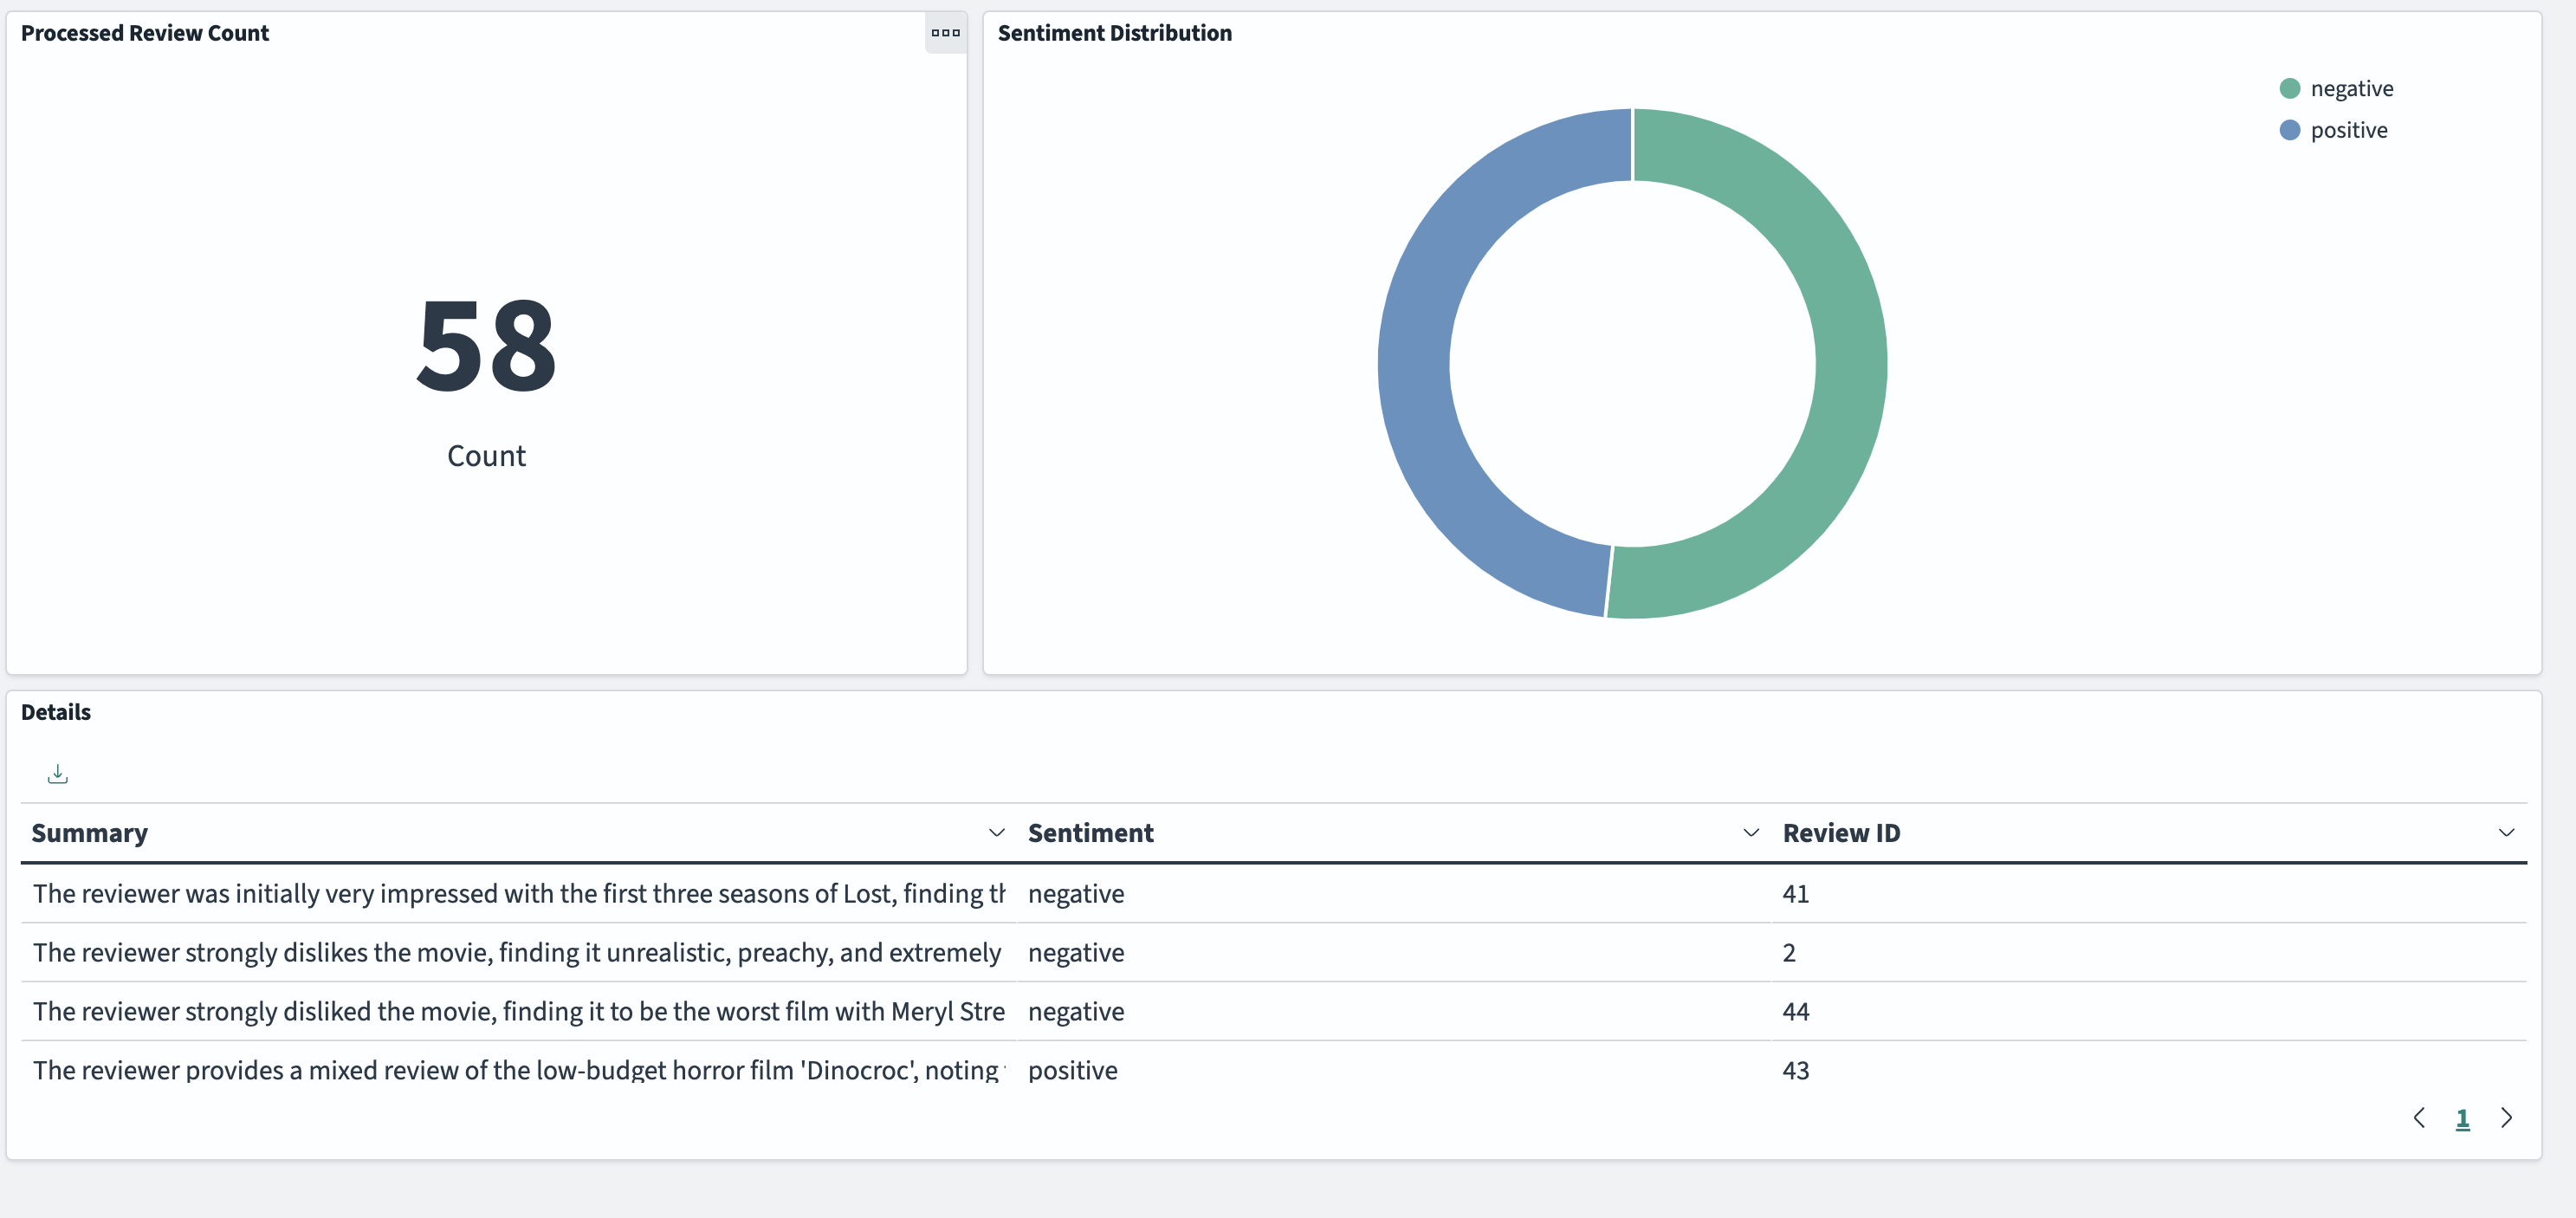 Processed Review Count
58
Count
Sentiment Distribution
negative
positive
Details
Summary Sentiment Review ID
The reviewer was initially very impressed with the first three seasons of Lost, finding negative 41
The reviewer strongly dislikes the movie, finding it unrealistic, preachy, and extremely negative 2
The reviewer strongly disliked the movie, finding it to be the worst film with Meryl Stre negative 44
The reviewer provides a mixed review of the low-budget horror film 'Dinocroc', noting positive 43
1